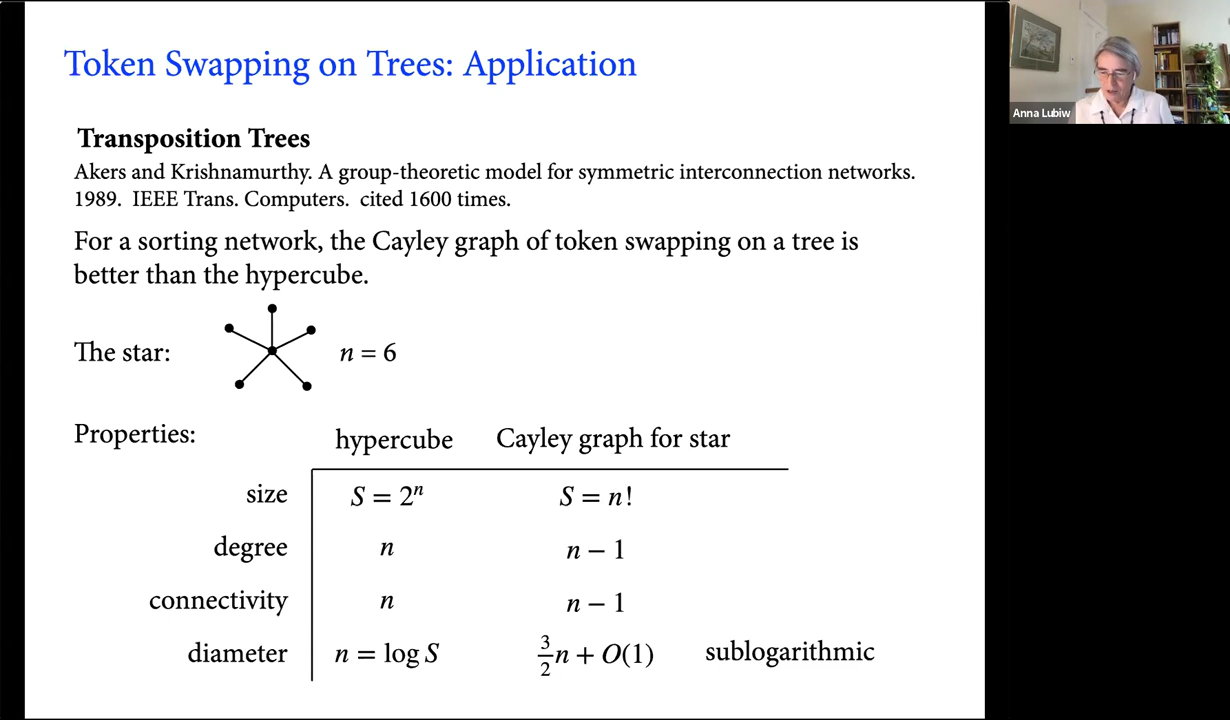 Token Swapping on Trees: Application
Anna Lubiw
Transposition Trees
Akers and Krishnamurthy. A group-theoretic model for symmetric interconnection networks.
1989. IEEE Trans. Computers. cited 1600 times.
For a sorting network, the Cayley graph of token swapping on a tree is
better than the hypercube.
The star: n = 6
Properties: hypercube Cayley graph for star
size S = 2ⁿ S = n!
degree n n − 1
connectivity n n − 1
diameter n = log S 3/2 n + O(1) sublogarithmic